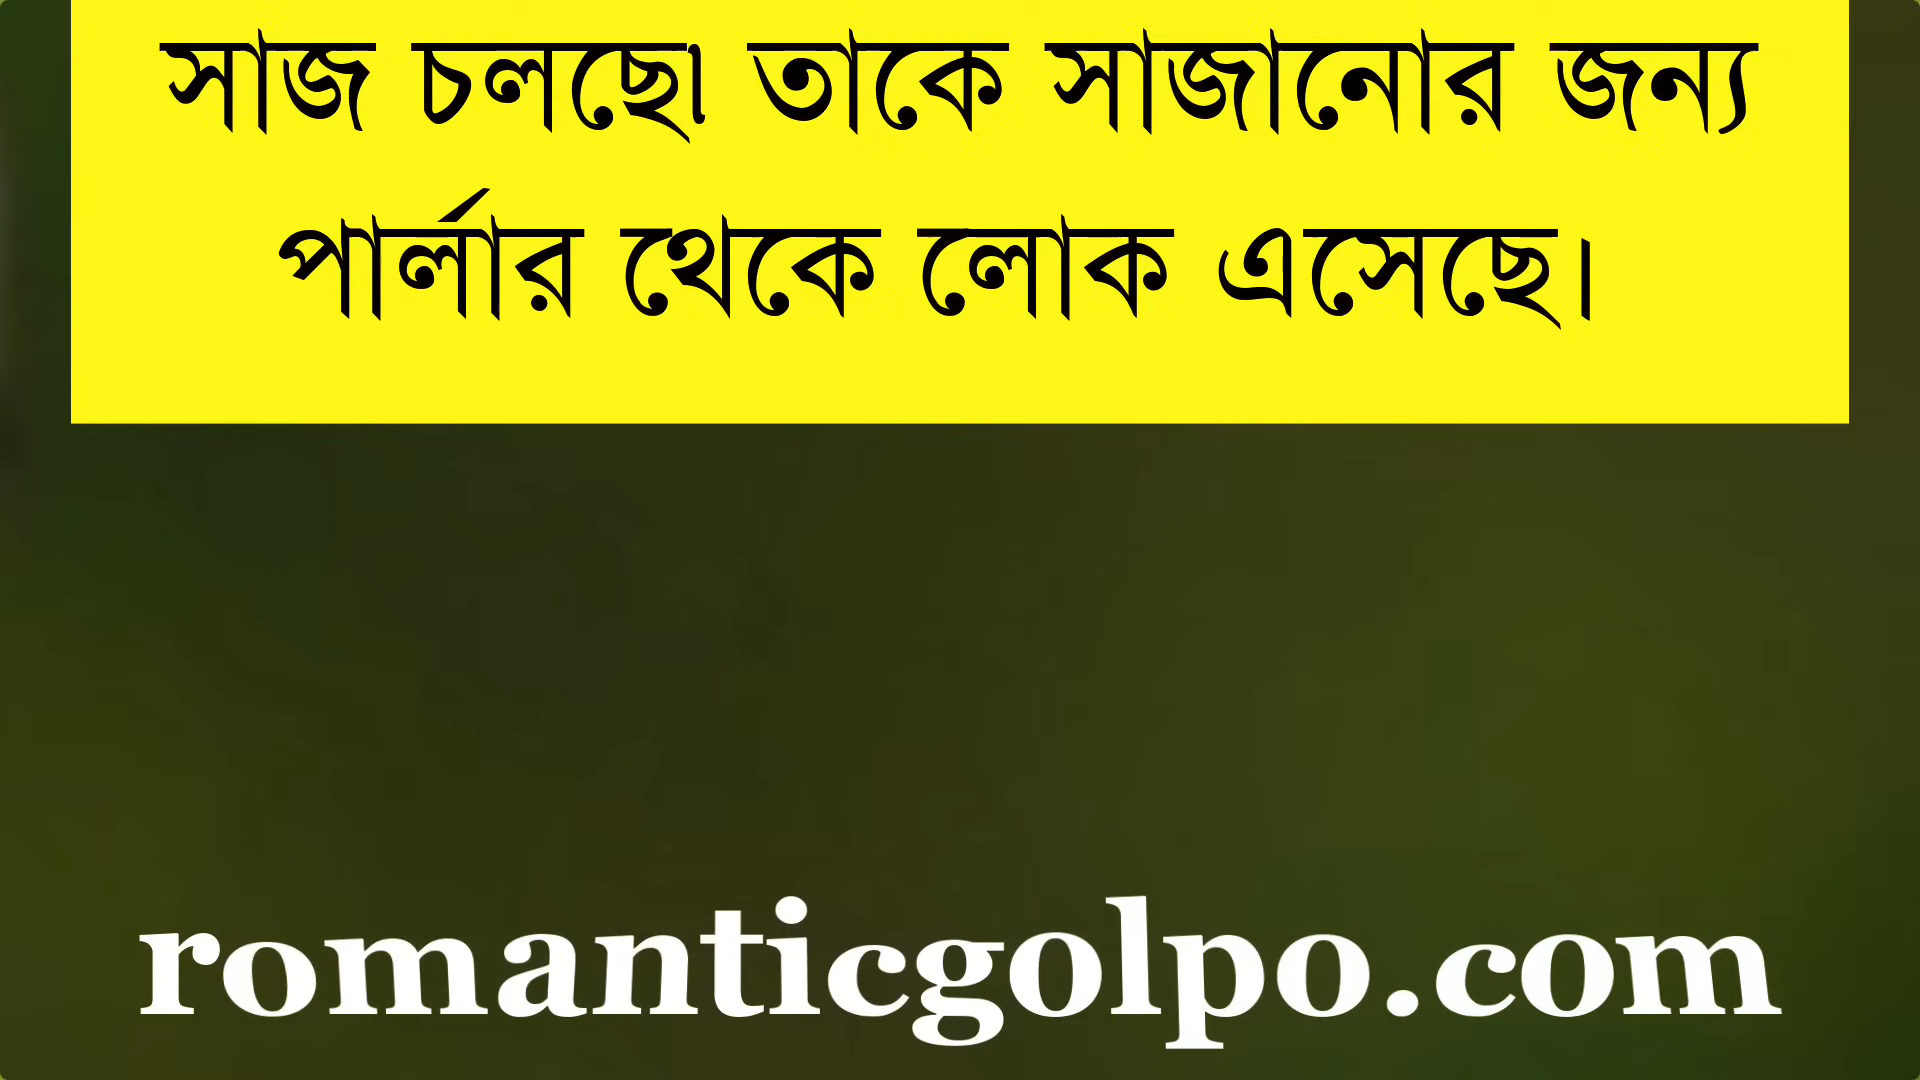 সাজ চলছে৷ তাকে সাজানোর জন্য
পার্লার থেকে লোক এসেছে।
romanticgolpo.com